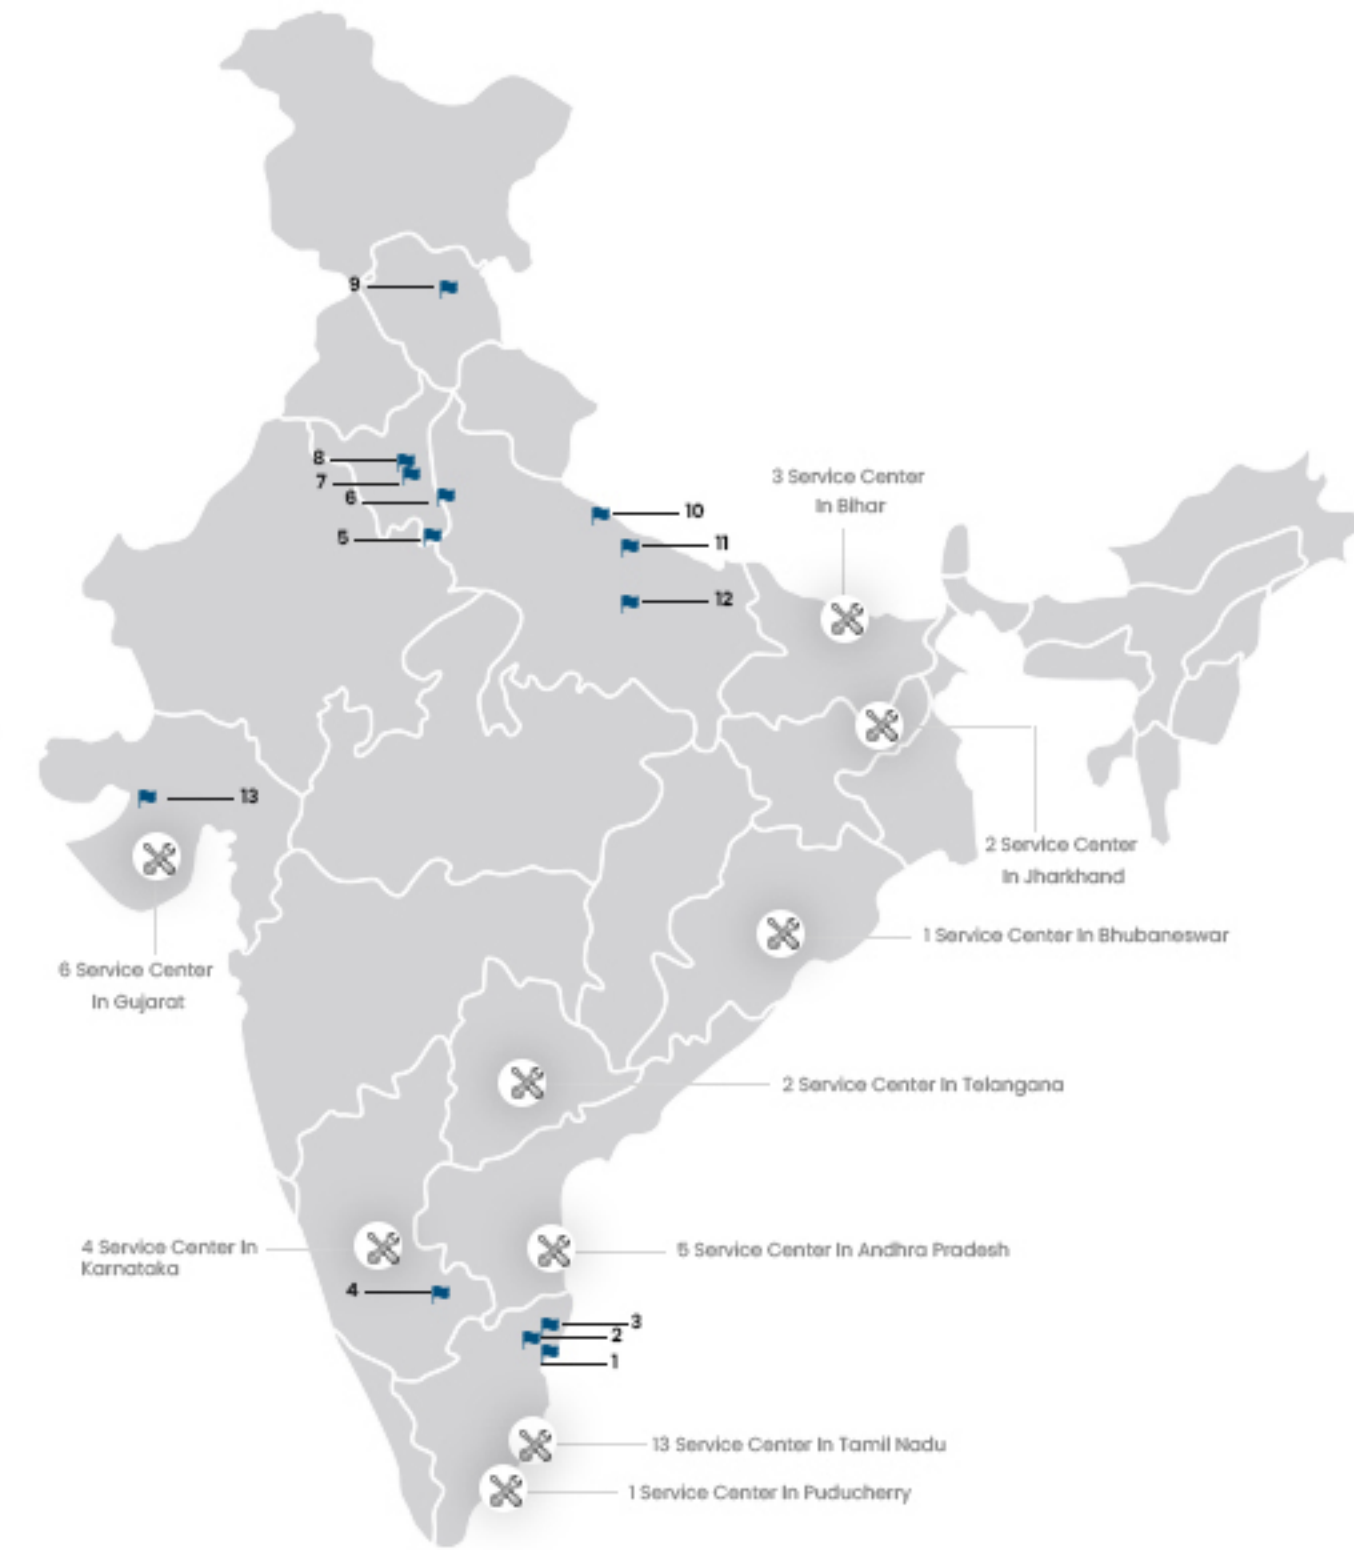 9
8
7
6
5
10
11
12
3 Service Center
In Bihar
13
2 Service Center
In Jharkhand
1 Service Center In Bhubaneswar
6 Service Center
In Gujarat
2 Service Center In Telangana
4 Service Center In
Karnataka
5 Service Center In Andhra Pradesh
4
3
2
1
13 Service Center In Tamil Nadu
1 Service Center In Puducherry